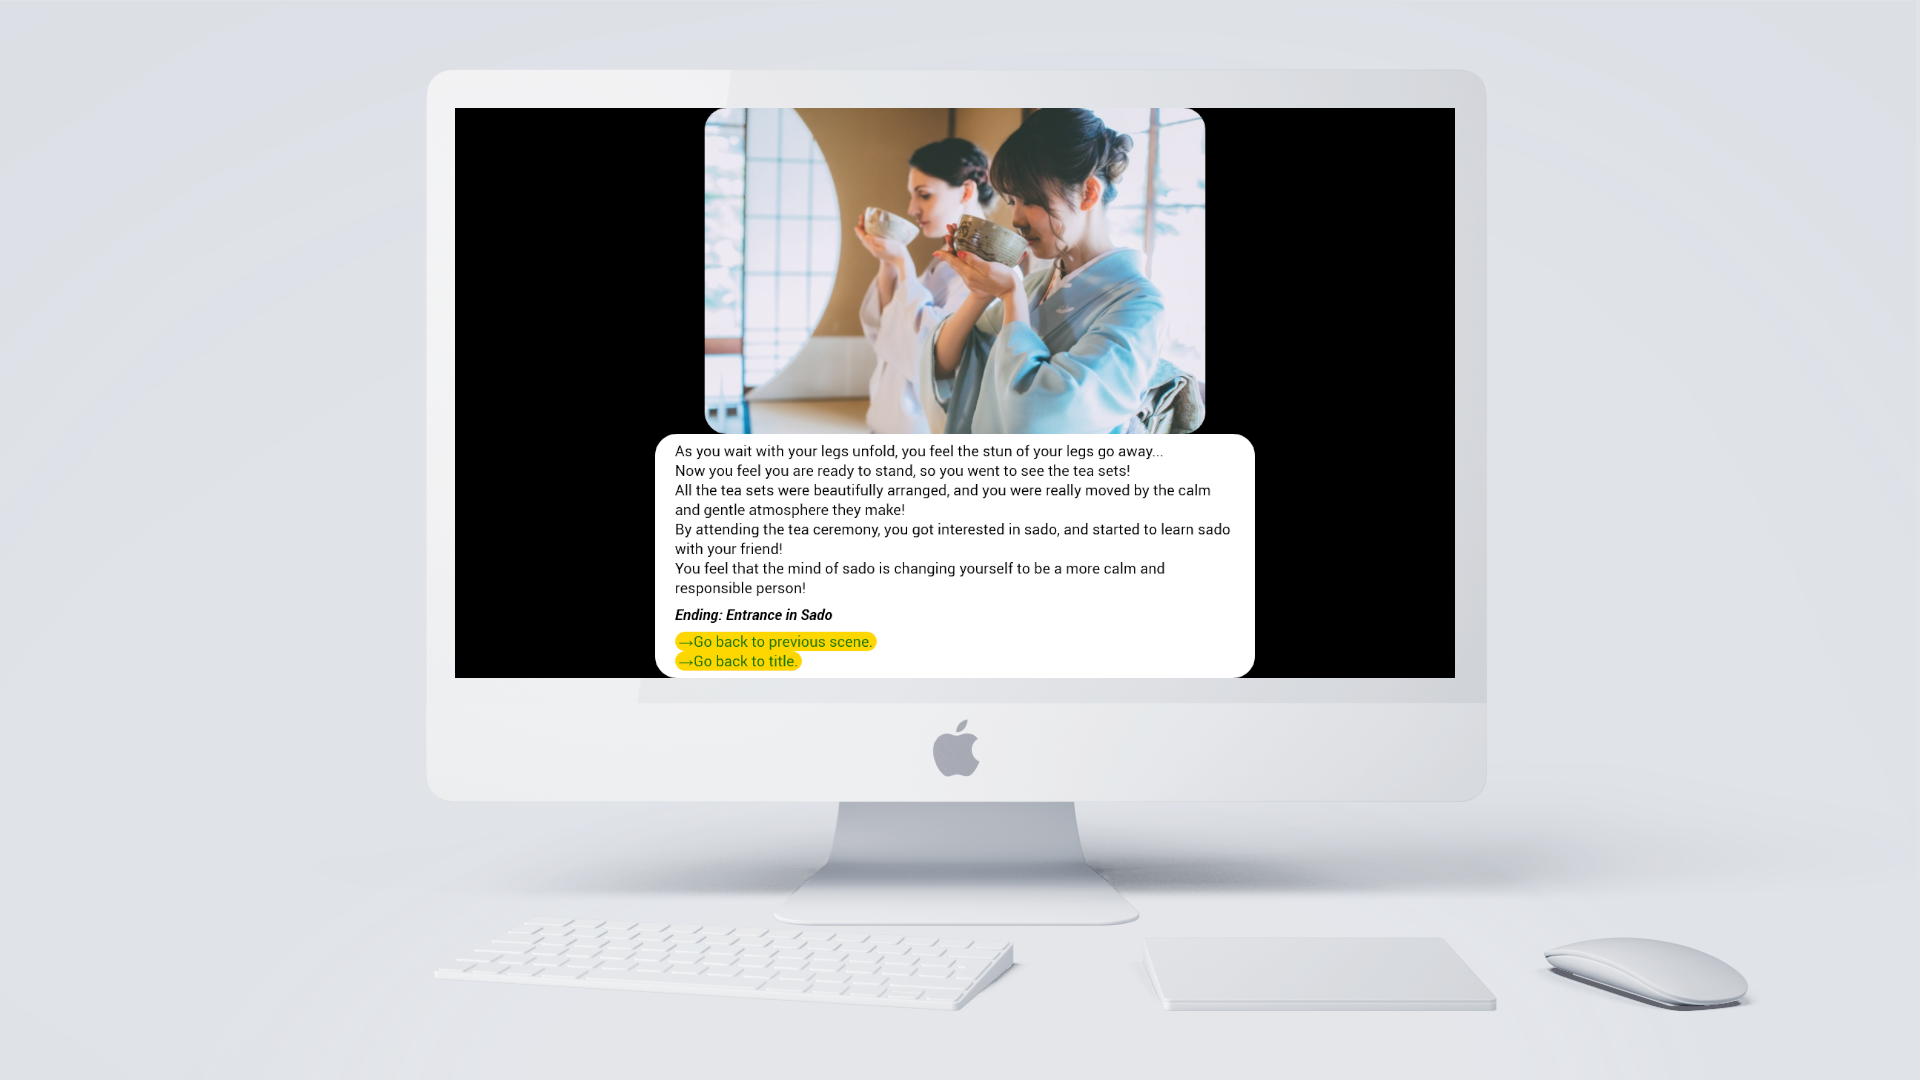 As you wait with your legs unfold, you feel the stun of your legs go away...
Now you feel you are ready to stand, so you went to see the tea sets!
All the tea sets were beautifully arranged, and you were really moved by the calm
and gentle atmosphere they make!
By attending the tea ceremony, you got interested in sado, and started to learn sado
with your friend!
You feel that the mind of sado is changing yourself to be a more calm and
responsible person!
Ending: Entrance in Sado
→Go back to previous scene.
→Go back to title.